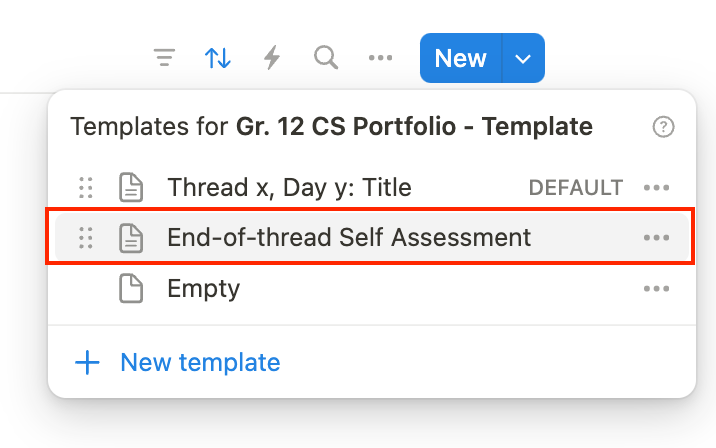 New
Templates for Gr. 12 CS Portfolio - Template
Thread x, Day y: Title DEFAULT
End-of-thread Self Assessment
Empty
New template